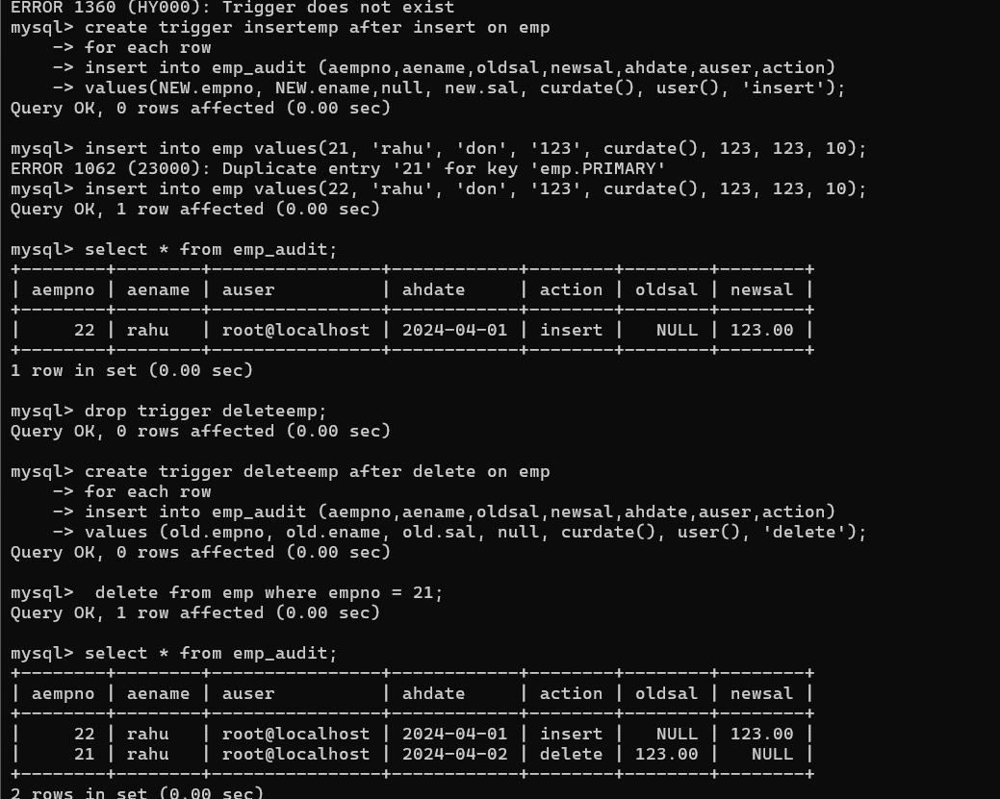 ERROR 1360 (HY000): Trigger does not exist
mysql> create trigger insertemp after insert on emp
    -> for each row
    -> insert into emp_audit (aempno,aename,oldsal,newsal,ahdate,auser,action)
    -> values(NEW.empno, NEW.ename,null, new.sal, curdate(), user(), 'insert');
Query OK, 0 rows affected (0.00 sec)

mysql> insert into emp values(21, 'rahu', 'don', '123', curdate(), 123, 123, 10);
ERROR 1062 (23000): Duplicate entry '21' for key 'emp.PRIMARY'
mysql> insert into emp values(22, 'rahu', 'don', '123', curdate(), 123, 123, 10);
Query OK, 1 row affected (0.00 sec)

mysql> select * from emp_audit;
+--------+--------+----------------+------------+--------+--------+--------+
| aempno | aename | auser          | ahdate     | action | oldsal | newsal |
+--------+--------+----------------+------------+--------+--------+--------+
|     22 | rahu   | root@localhost | 2024-04-01 | insert |   NULL | 123.00 |
+--------+--------+----------------+------------+--------+--------+--------+
1 row in set (0.00 sec)

mysql> drop trigger deleteemp;
Query OK, 0 rows affected (0.00 sec)

mysql> create trigger deleteemp after delete on emp
    -> for each row
    -> insert into emp_audit (aempno,aename,oldsal,newsal,ahdate,auser,action)
    -> values (old.empno, old.ename, old.sal, null, curdate(), user(), 'delete');
Query OK, 0 rows affected (0.00 sec)

mysql>  delete from emp where empno = 21;
Query OK, 1 row affected (0.00 sec)

mysql> select * from emp_audit;
+--------+--------+----------------+------------+--------+--------+--------+
| aempno | aename | auser          | ahdate     | action | oldsal | newsal |
+--------+--------+----------------+------------+--------+--------+--------+
|     22 | rahu   | root@localhost | 2024-04-01 | insert |   NULL | 123.00 |
|     21 | rahu   | root@localhost | 2024-04-02 | delete | 123.00 |   NULL |
+--------+--------+----------------+------------+--------+--------+--------+
2 rows in set (0.00 sec)